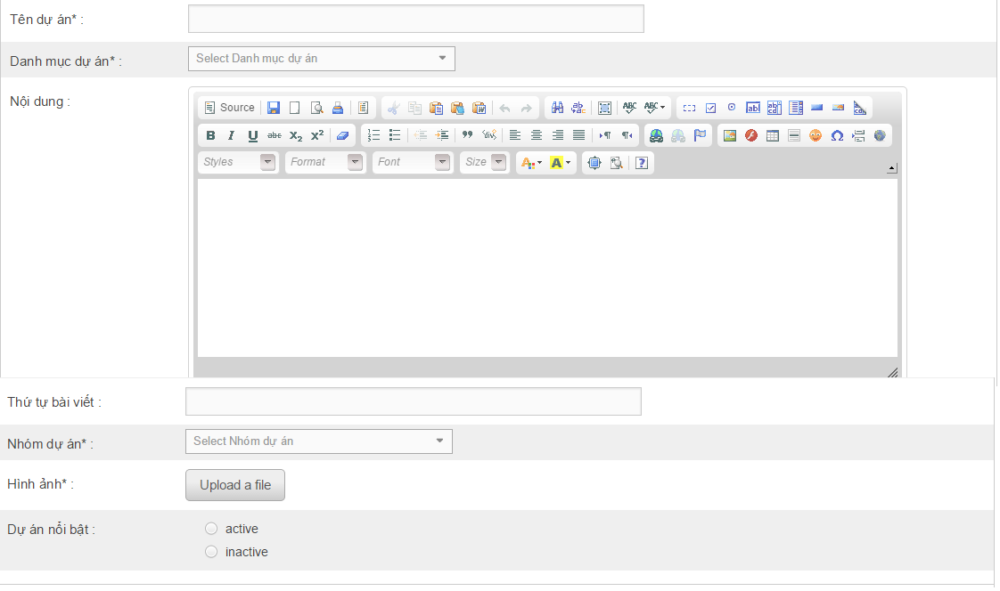 Tên dự án* :
Danh mục dự án* : Select Danh mục dự án
Nội dung : Source
Styles Format Font Size
Thứ tự bài viết :
Nhóm dự án* : Select Nhóm dự án
Hình ảnh* : Upload a file
Dự án nổi bật : active
inactive